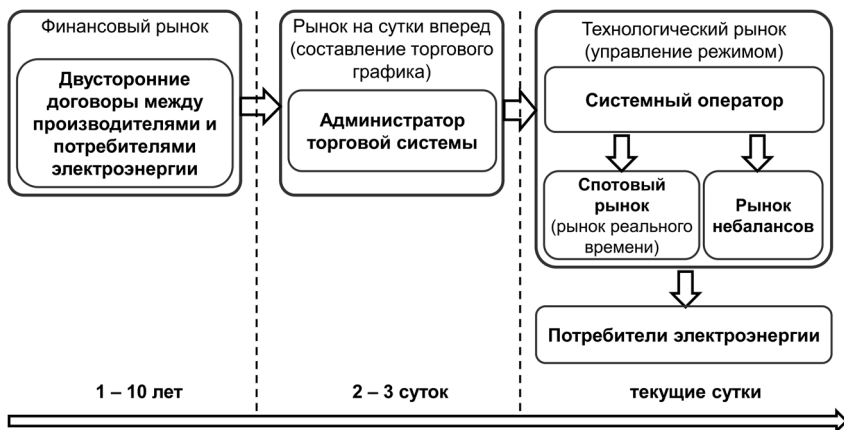 Финансовый рынок
Двусторонние
договоры между
производителями и
потребителями
электроэнергии
Рынок на сутки вперед
(составление торгового
графика)
Администратор
торговой системы
Технологический рынок
(управление режимом)
Системный оператор
Спотовый
рынок
(рынок реального
времени)
Рынок
небалансов
Потребители электроэнергии
1 – 10 лет
2 – 3 суток
текущие сутки